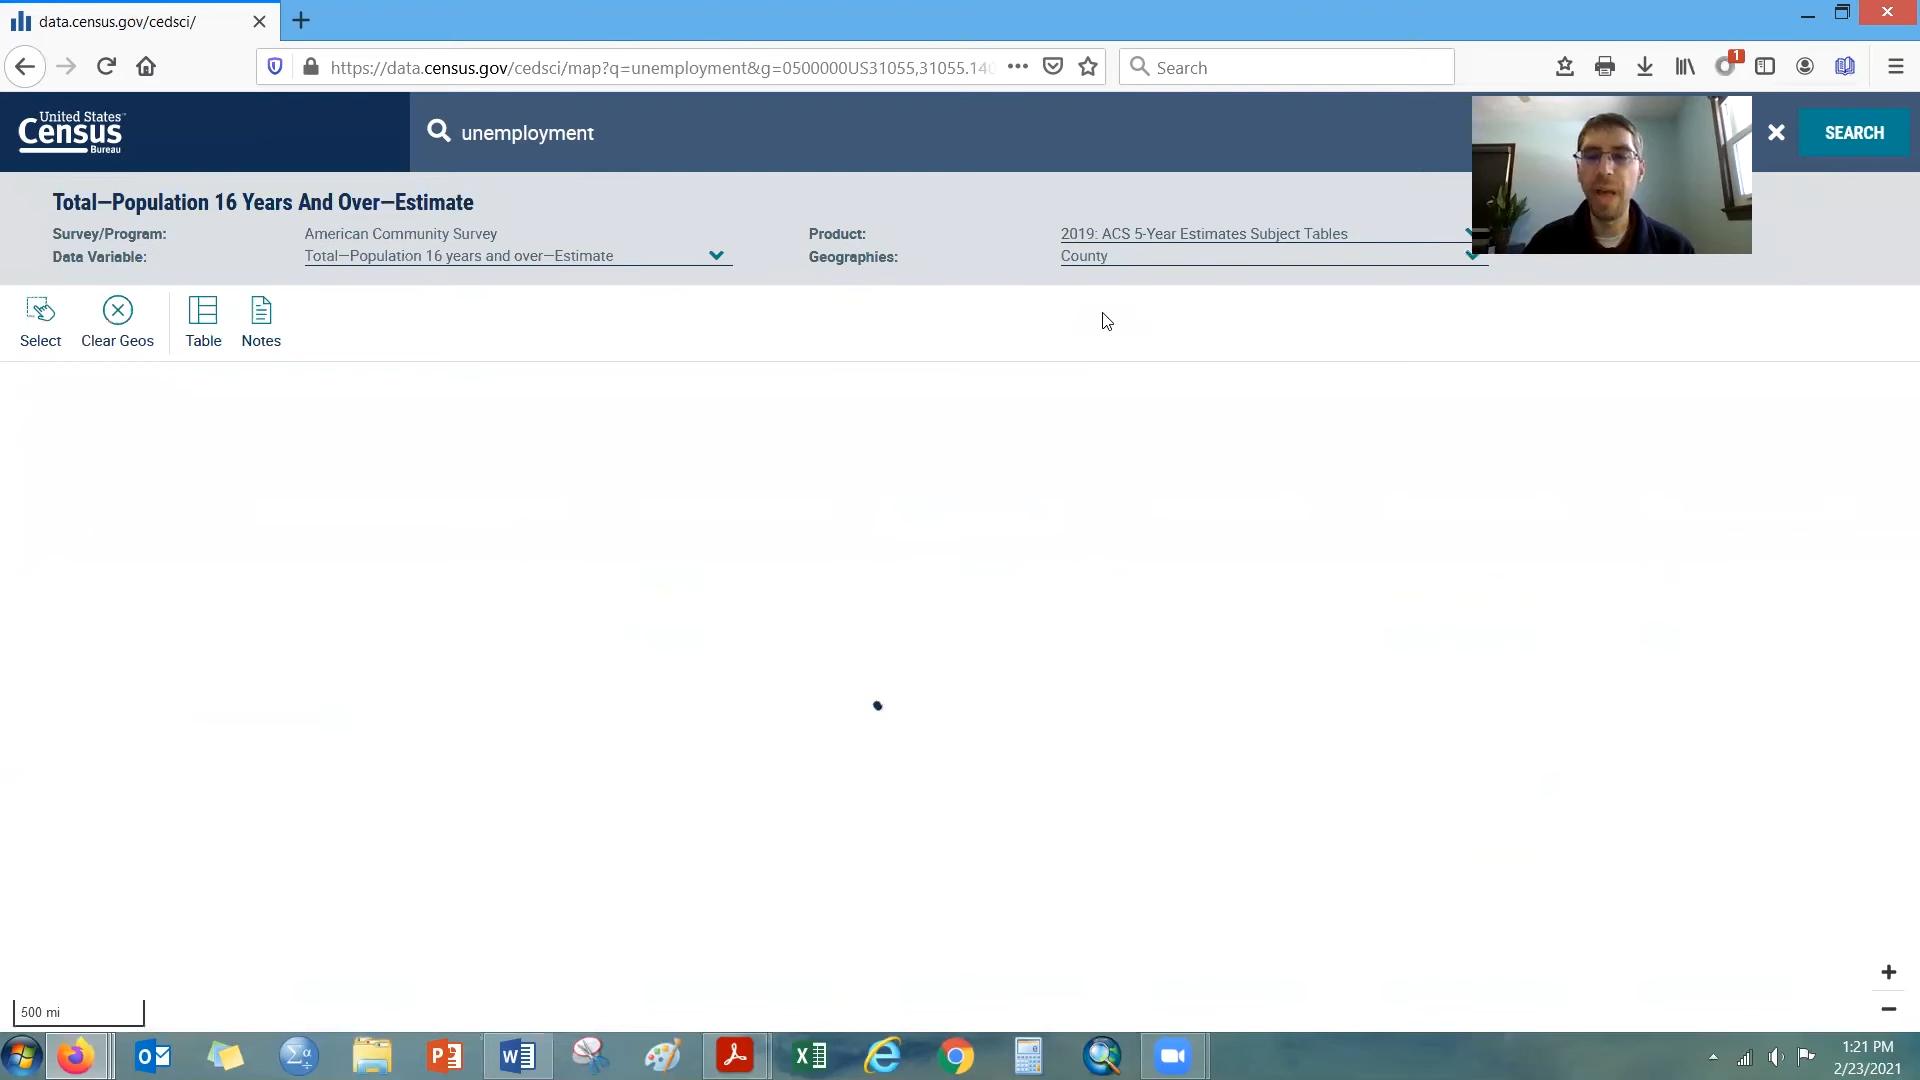 data.census.gov/cedsci/
https://data.census.gov/cedsci/map?q=unemployment&g=0500000US31055,31055.140
Search
1
United States
Census
Bureau
unemployment
SEARCH
Total—Population 16 Years And Over—Estimate
Survey/Program:
American Community Survey
Product:
2019: ACS 5-Year Estimates Subject Tables
Data Variable:
Total—Population 16 years and over—Estimate
Geographies:
County
Select
Clear Geos
Table
Notes
500 mi
1:21 PM
2/23/2021